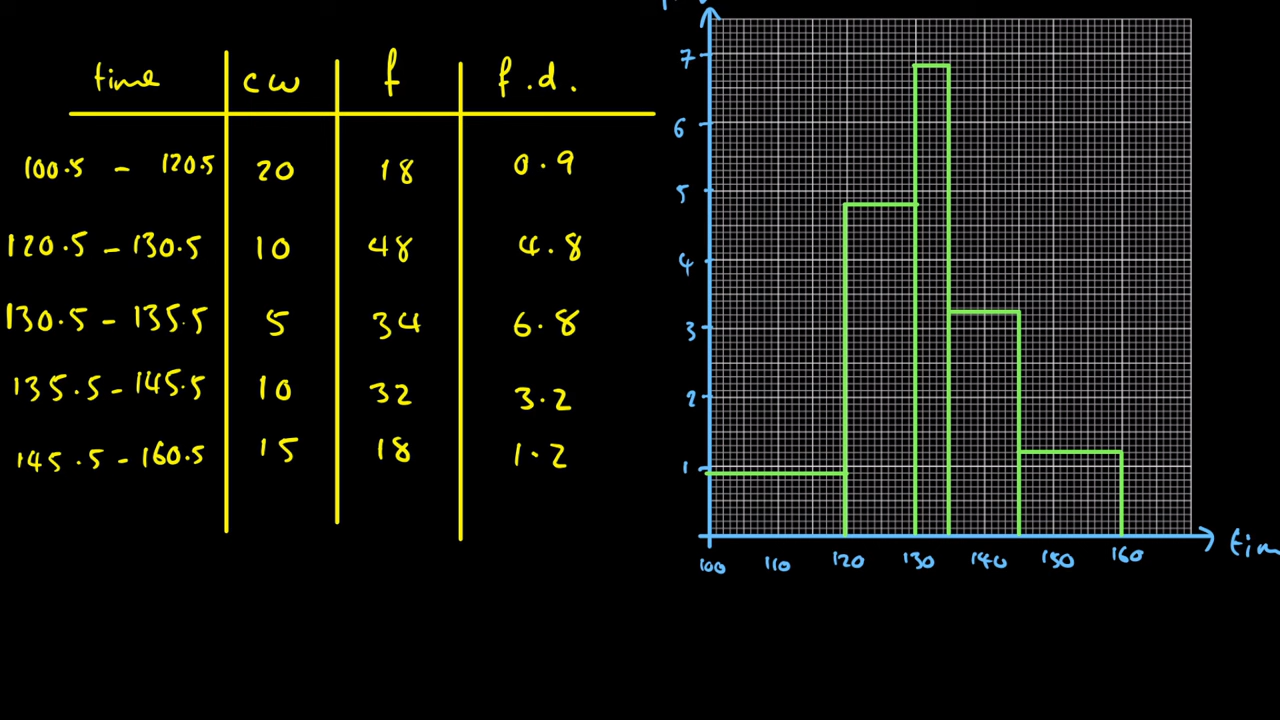 time cw f f.d.
100.5 - 120.5 20 18 0.9
120.5 - 130.5 10 48 4.8
130.5 - 135.5 5 34 6.8
135.5 - 145.5 10 32 3.2
145.5 - 160.5 15 18 1.2
7
6
5
4
3
2
1
100 110 120 130 140 150 160